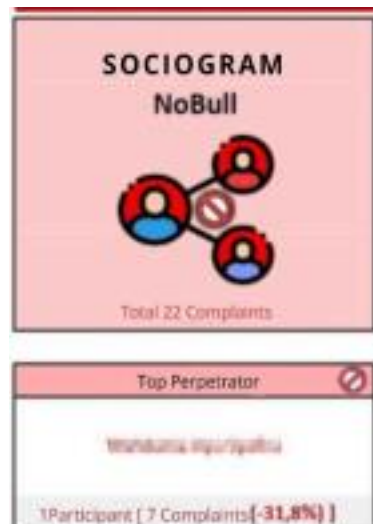 SOCIOGRAM
NoBull
Total 22 Complaints
Top Perpetrator
1Participant [ 7 Complaints(-31,8%) ]